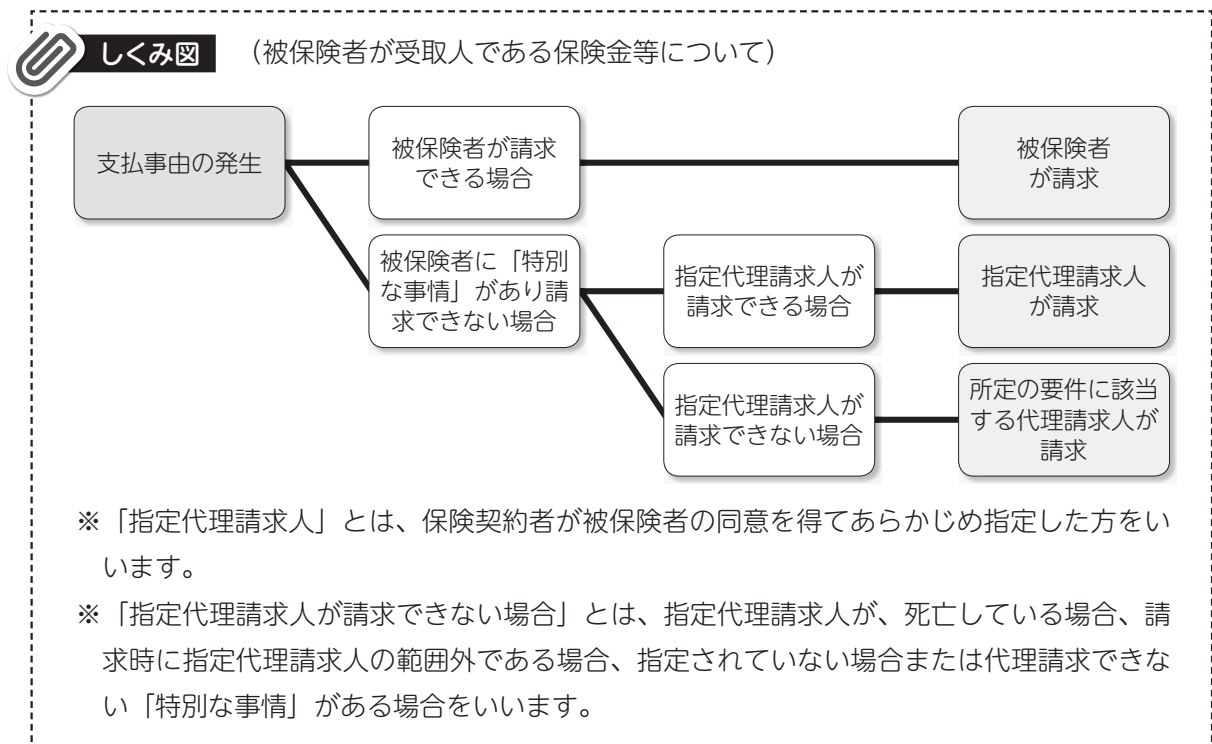 しくみ図 （被保険者が受取人である保険金等について）
支払事由の発生
被保険者が請求
できる場合
被保険者
が請求
被保険者に「特別
な事情」があり請
求できない場合
指定代理請求人が
請求できる場合
指定代理請求人
が請求
指定代理請求人が
請求できない場合
所定の要件に該当
する代理請求人が
請求
※「指定代理請求人」とは、保険契約者が被保険者の同意を得てあらかじめ指定した方をい
います。
※「指定代理請求人が請求できない場合」とは、指定代理請求人が、死亡している場合、請
求時に指定代理請求人の範囲外である場合、指定されていない場合または代理請求できな
い「特別な事情」がある場合をいいます。